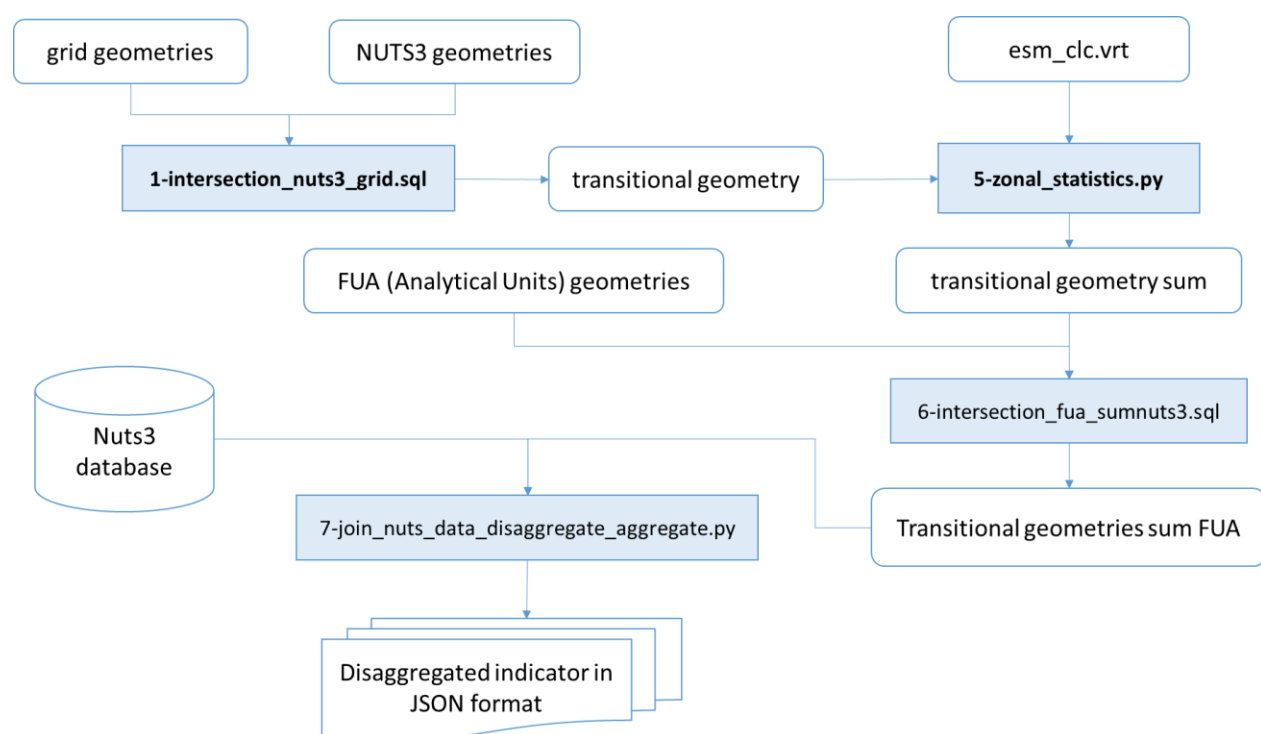 grid geometries
NUTS3 geometries
esm_clc.vrt
1-intersection_nuts3_grid.sql
transitional geometry
5-zonal_statistics.py
FUA (Analytical Units) geometries
transitional geometry sum
Nuts3
database
6-intersection_fua_sumnuts3.sql
7-join_nuts_data_disaggregate_aggregate.py
Transitional geometries sum FUA
Disaggregated indicator in
JSON format